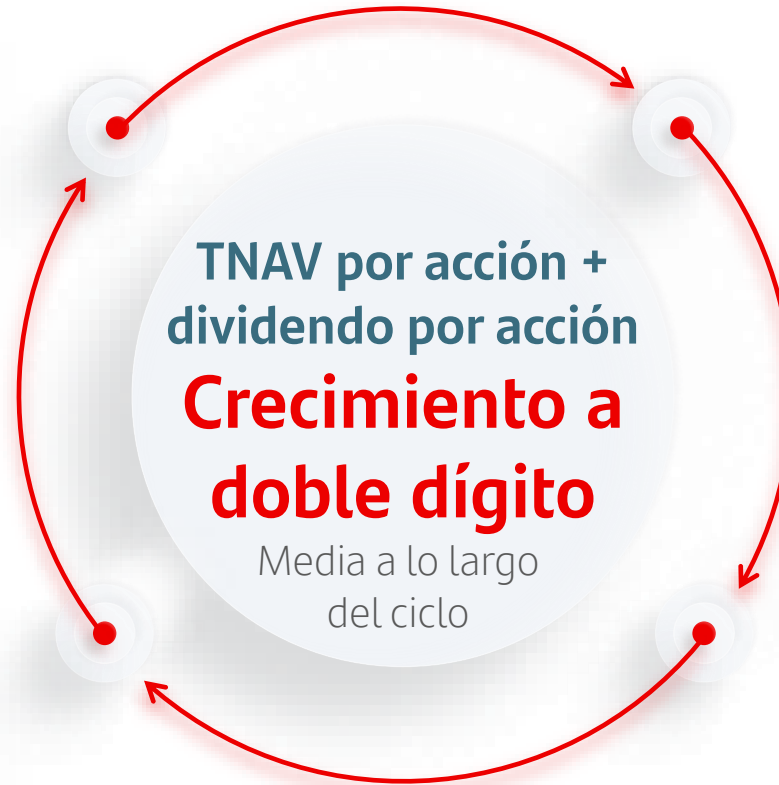 TNAV por acción +
dividendo por acción
Crecimiento a
doble dígito
Media a lo largo
del ciclo